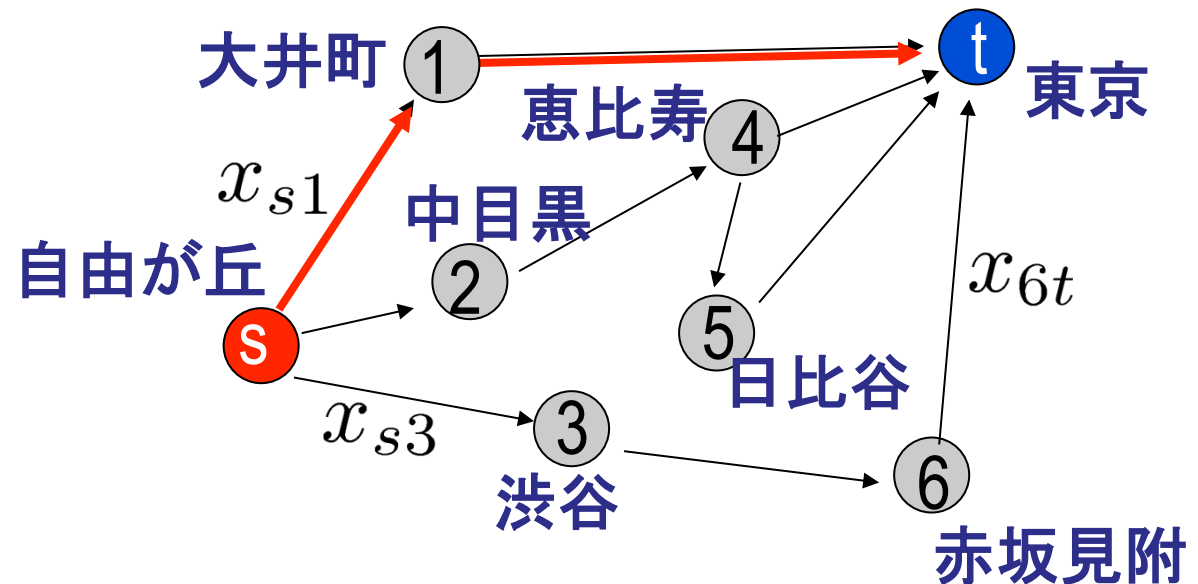 大井町
1
t
東京
恵比寿
4
x_{s1}
中目黒
自由が丘
2
x_{6t}
s
5
日比谷
x_{s3}
3
渋谷
6
赤坂見附